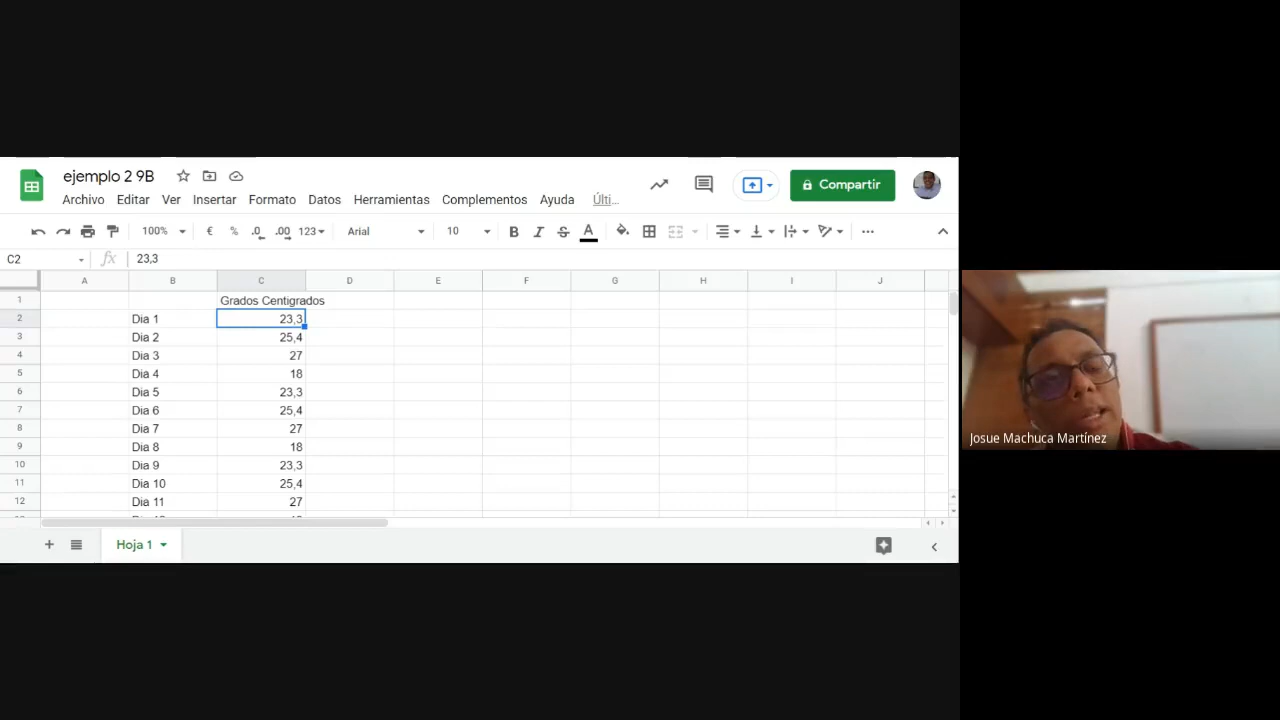 ejemplo 2 9B
Archivo Editar Ver Insertar Formato Datos Herramientas Complementos Ayuda Últi...
Compartir
100% € % .0 .00 123 Arial 10 B I S A
C2 fx 23,3
A B C D E F G H I J
1 Grados Centigrados
2 Dia 1 23,3
3 Dia 2 25,4
4 Dia 3 27
5 Dia 4 18
6 Dia 5 23,3
7 Dia 6 25,4
8 Dia 7 27
9 Dia 8 18
10 Dia 9 23,3
11 Dia 10 25,4
12 Dia 11 27
Hoja 1
Josue Machuca Martínez